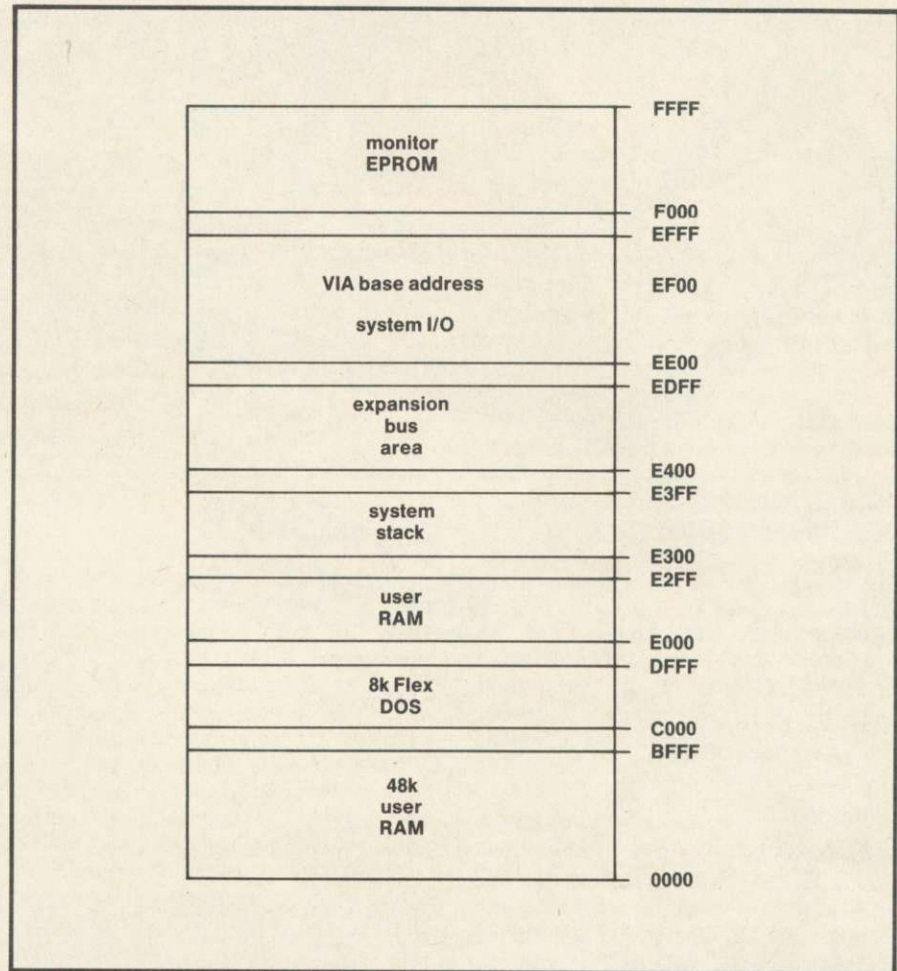 FFFF
monitor
EPROM
F000
EFFF
VIA base address EF00
system I/O
EE00
EDFF
expansion
bus
area
E400
E3FF
system
stack
E300
E2FF
user
RAM
E000
DFFF
8k Flex
DOS
C000
BFFF
48k
user
RAM
0000